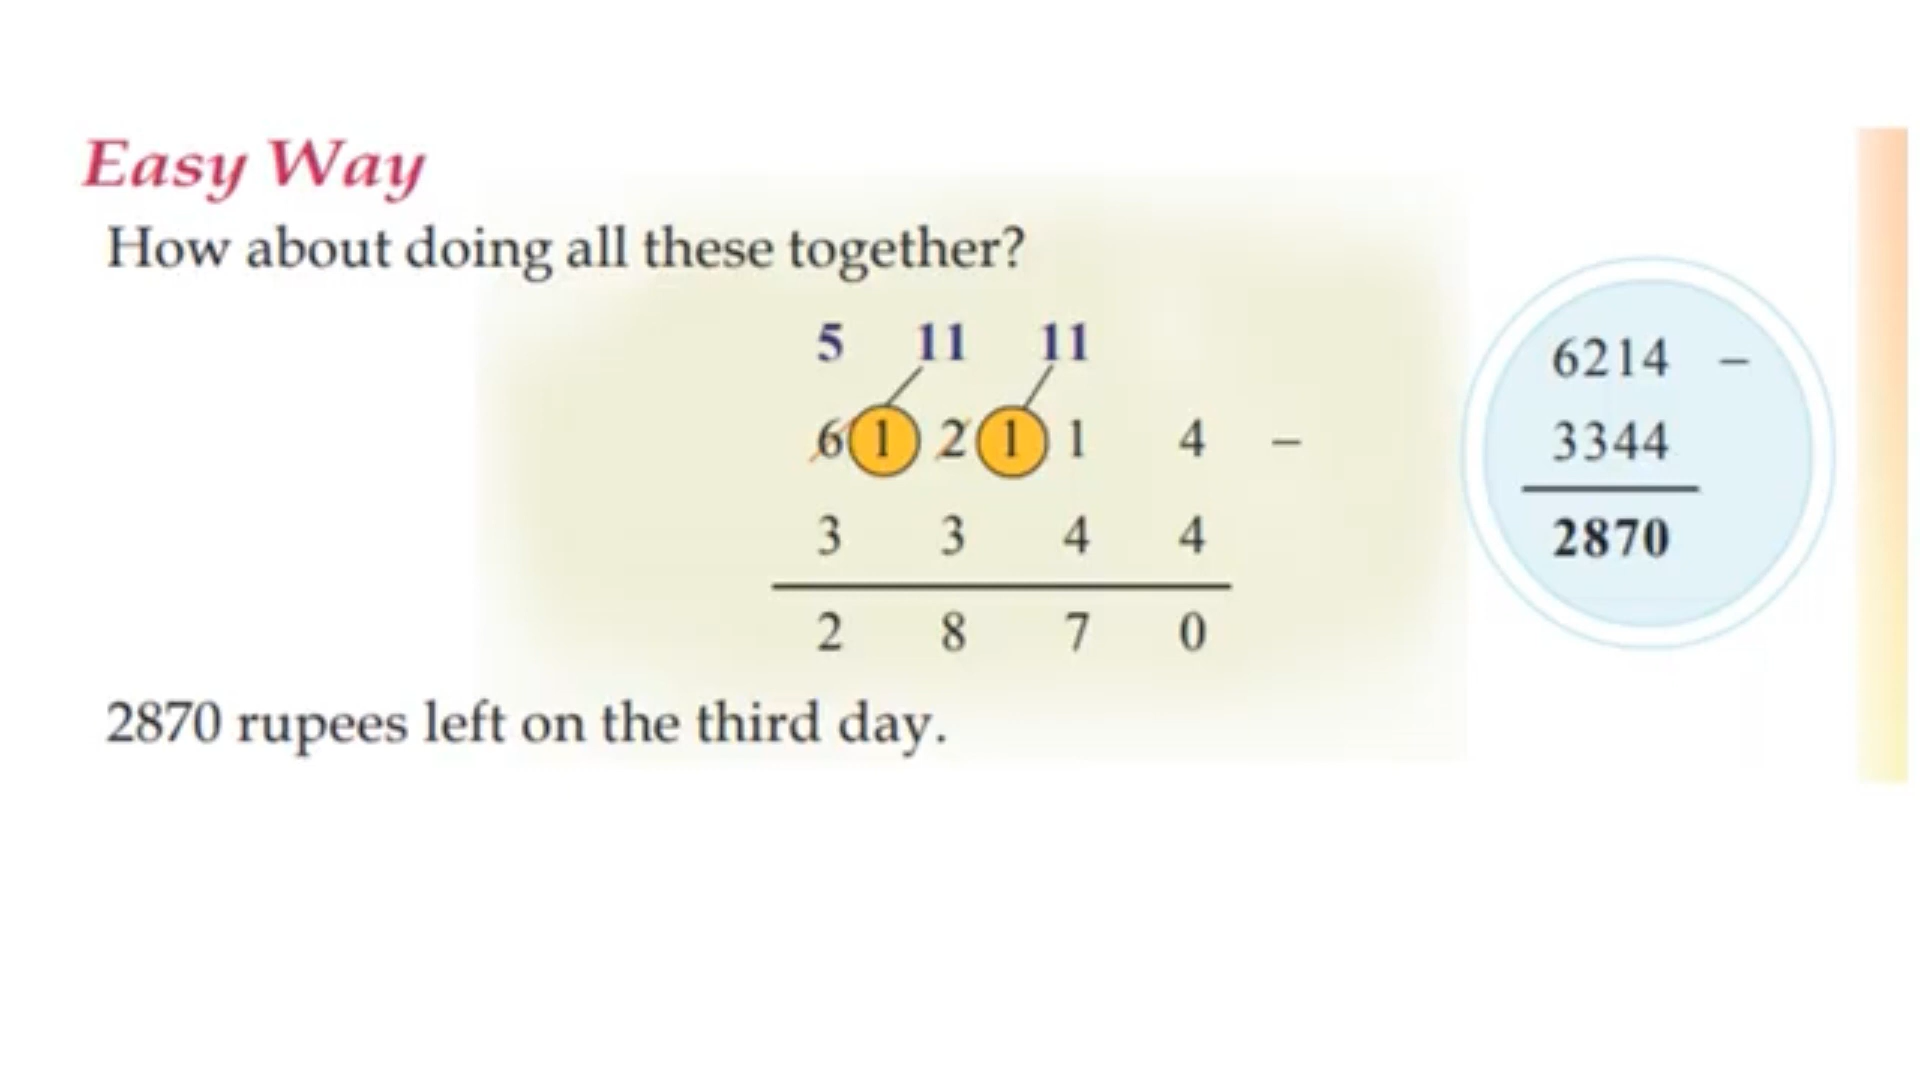 Easy Way
How about doing all these together?
5 11 11
6 1 2 1 1 4 –
3 3 4 4
2 8 7 0
6214 –
3344
2870
2870 rupees left on the third day.